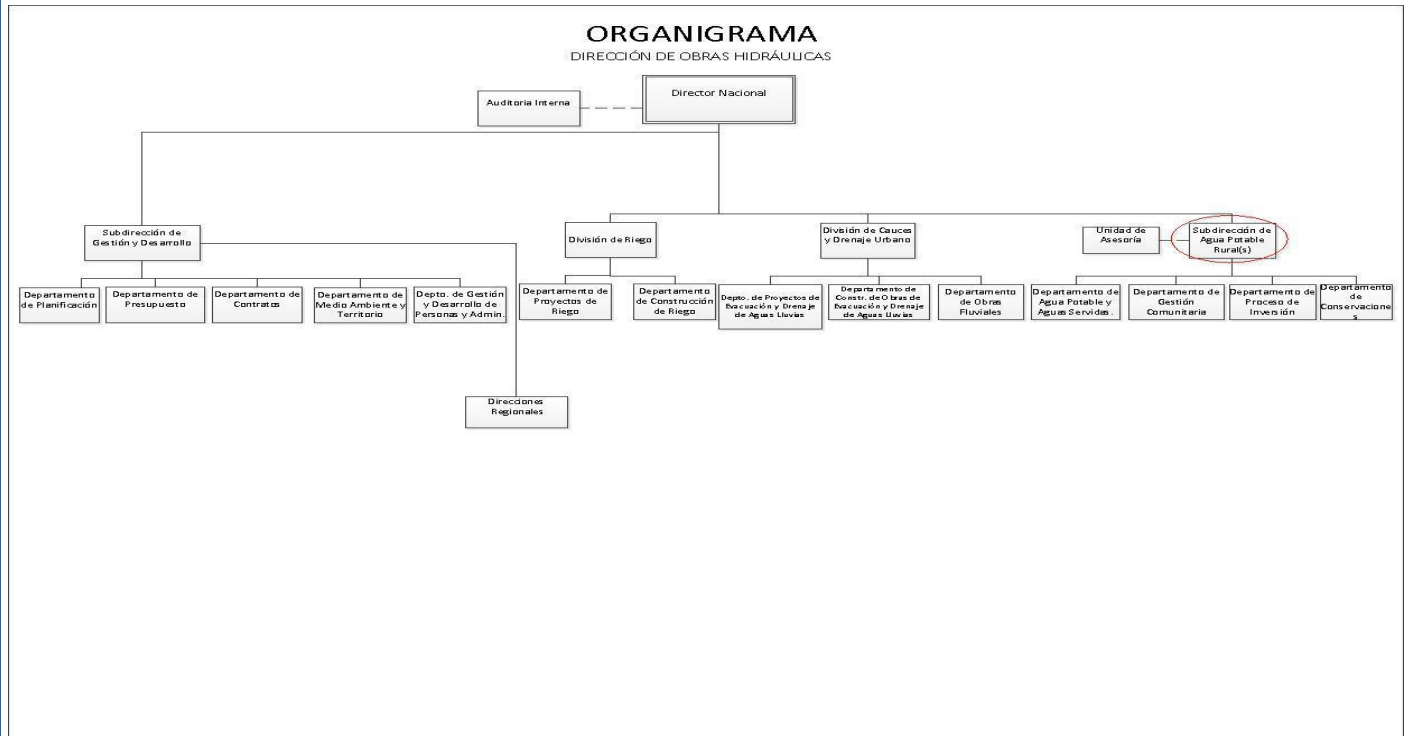 ORGANIGRAMA
DIRECCIÓN DE OBRAS HIDRÁULICAS
Director Nacional
Auditoria Interna
Subdirección de
Gestión y Desarrollo
División de Riego
División de Cauces
y Drenaje Urbano
Unidad de
Asesoría
Subdirección de
Agua Potable
Rural(s)
Departamento
de Planificación
Departamento de
Presupuesto
Departamento de
Contratos
Departamento de
Medio Ambiente y
Territorio
Depto. de Gestión
y Desarrollo de
Personas y Admin.
Departamento de
Proyectos de
Riego
Departamento
de Construcción
de Riego
Depto. de Proyectos de
Evacuación y Drenaje
de Aguas Lluvias
Departamento de
Constr. de Obras de
Evacuación y Drenaje
de Aguas Lluvias
Departamento
de Obras
Fluviales
Departamento de
Agua Potable y
Aguas Servidas.
Departamento de
Gestión
Comunitaria
Departamento de
Proceso de
Inversión
Departamento
de
Conservacione
s
Direcciones
Regionales